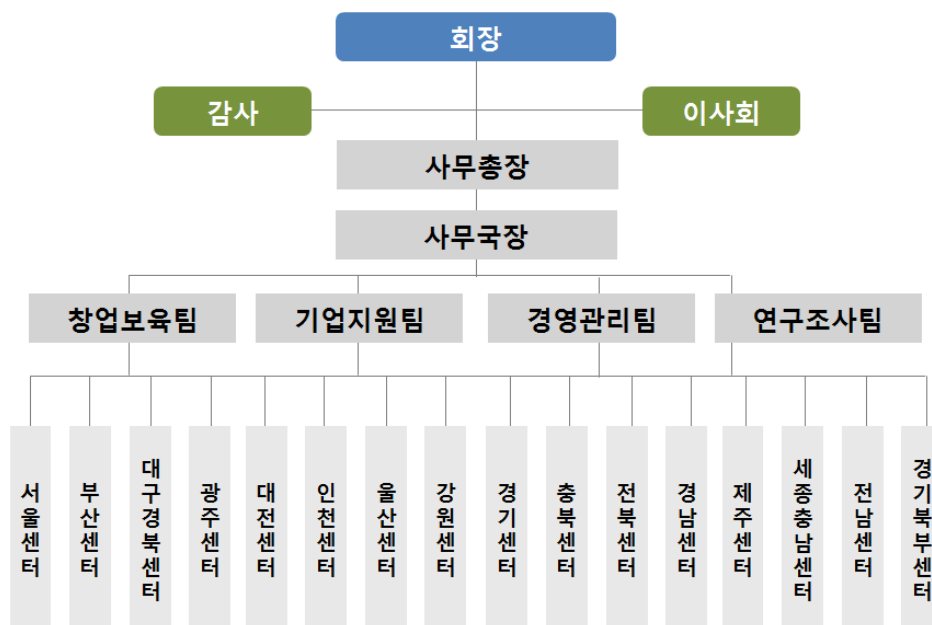 회장
감사
이사회
사무총장
사무국장
창업보육팀
기업지원팀
경영관리팀
연구조사팀
서울센터
부산센터
대구경북센터
광주센터
대전센터
인천센터
울산센터
강원센터
경기센터
충북센터
전북센터
경남센터
제주센터
세종충남센터
전남센터
경기북부센터